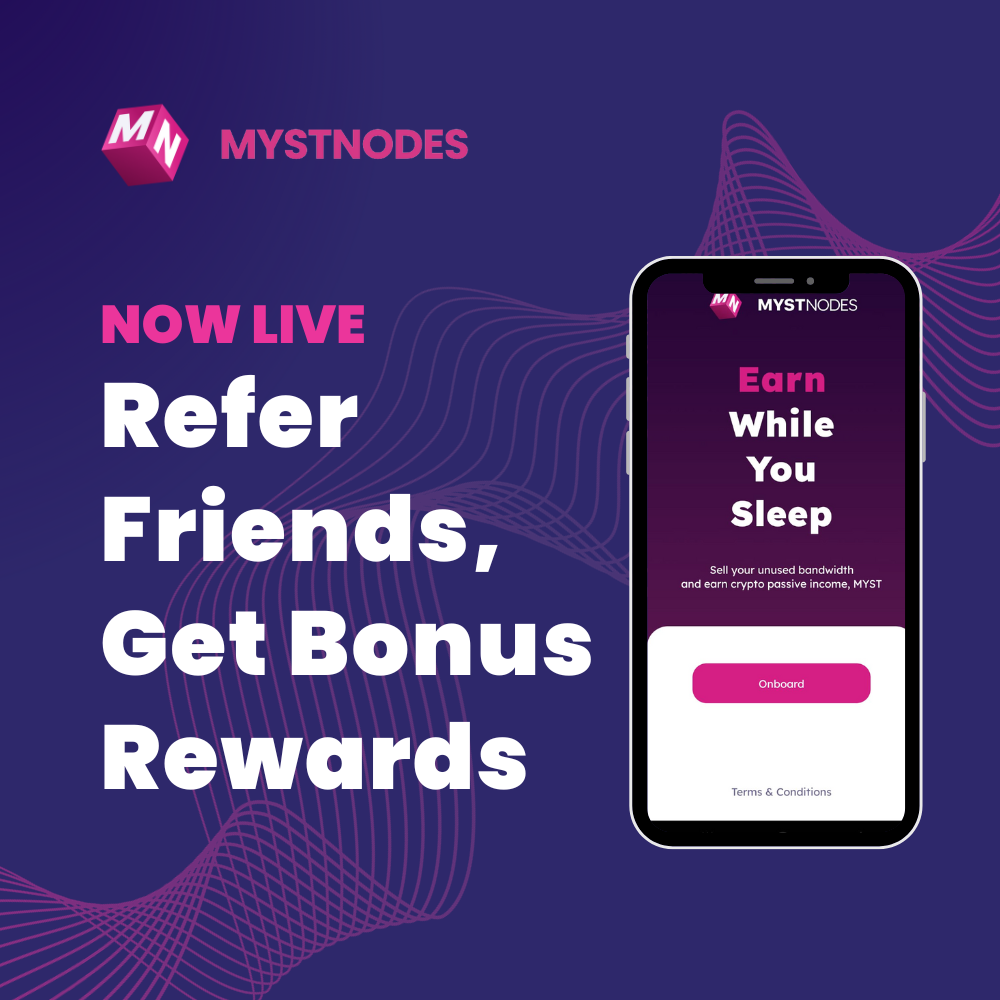 MN
MYSTNODES
NOW LIVE
Refer
Friends,
Get Bonus
Rewards
MN
MYSTNODES
Earn
While
You
Sleep
Sell your unused bandwidth
and earn crypto passive income, MYST
Onboard
Terms & Conditions